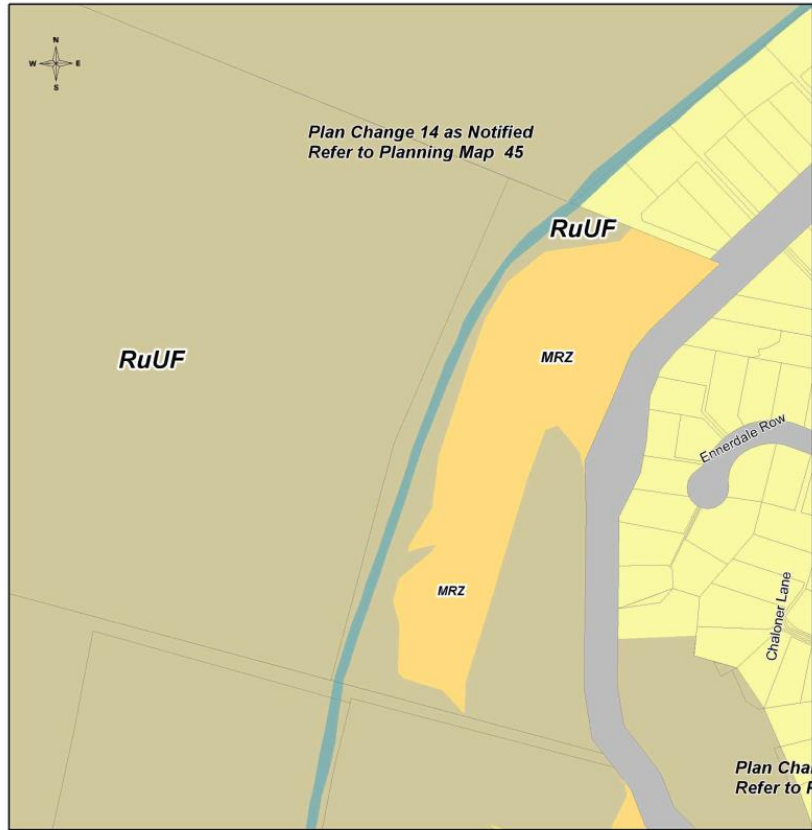 N
W E
S
Plan Change 14 as Notified
Refer to Planning Map 45
RuUF
RuUF
MRZ
Ennerdale Row
MRZ
Chaloner Lane
Plan Cha
Refer to